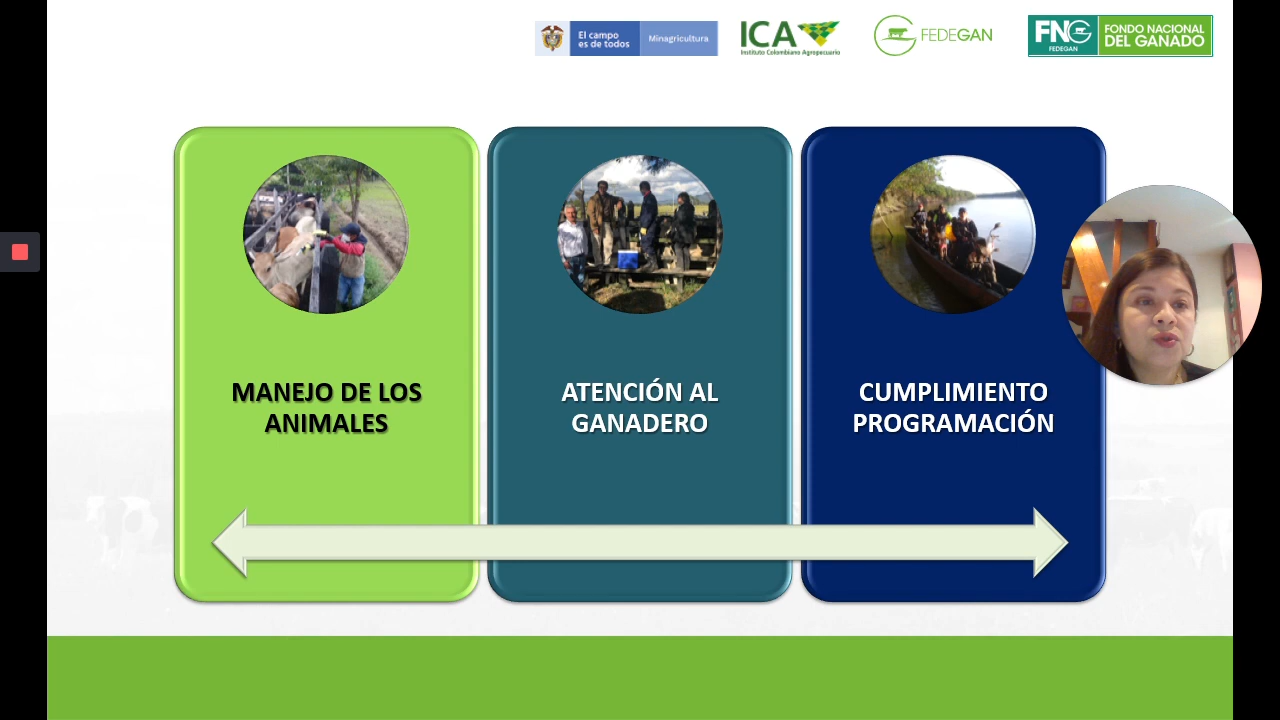 El campo
es de todos
Minagricultura
ICA
Instituto Colombiano Agropecuario
FEDEGAN
FNG
FEDEGAN
FONDO NACIONAL
DEL GANADO
MANEJO DE LOS
ANIMALES
ATENCIÓN AL
GANADERO
CUMPLIMIENTO
PROGRAMACIÓN